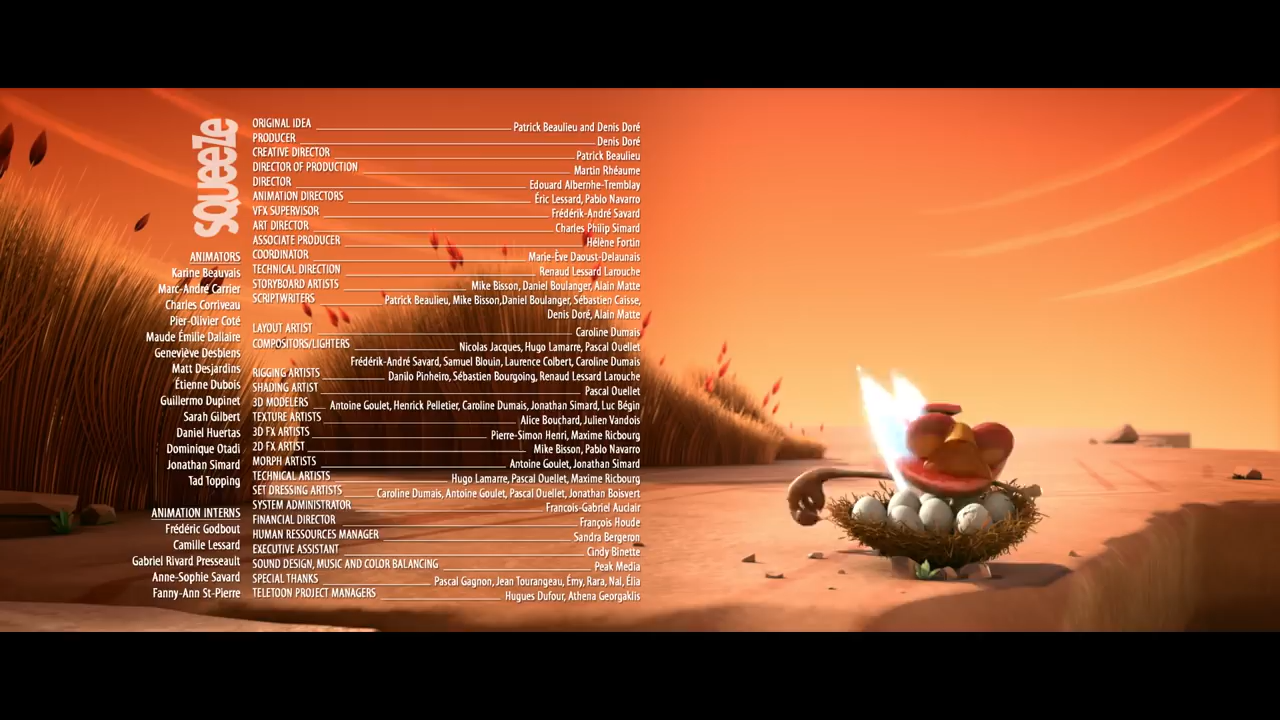 squeeze
ANIMATORS
Karine Beauvais
Marc-André Carrier
Charles Corriveau
Pier-Olivier Coté
Maude Émilie Dallaire
Geneviève Desbiens
Matt Desjardins
Étienne Dubois
Guillermo Dupinet
Sarah Gilbert
Daniel Huertas
Dominique Otadi
Jonathan Simard
Tad Topping
ANIMATION INTERNS
Frédéric Godbout
Camille Lessard
Gabriel Rivard Presseault
Anne-Sophie Savard
Fanny-Ann St-Pierre
ORIGINAL IDEA Patrick Beaulieu and Denis Doré
PRODUCER Denis Doré
CREATIVE DIRECTOR Patrick Beaulieu
DIRECTOR OF PRODUCTION Martin Rhéaume
DIRECTOR Edouard Albernhe-Tremblay
ANIMATION DIRECTORS Éric Lessard, Pablo Navarro
VFX SUPERVISOR Frédérik-André Savard
ART DIRECTOR Charles Philip Simard
ASSOCIATE PRODUCER Hélène Fortin
COORDINATOR Marie-Ève Daoust-Delaunais
TECHNICAL DIRECTION Renaud Lessard Larouche
STORYBOARD ARTISTS Mike Bisson, Daniel Boulanger, Alain Matte
SCRIPTWRITERS Patrick Beaulieu, Mike Bisson,Daniel Boulanger, Sébastien Caisse,
Denis Doré, Alain Matte
LAYOUT ARTIST Caroline Dumais
COMPOSITORS/LIGHTERS Nicolas Jacques, Hugo Lamarre, Pascal Ouellet
Frédérik-André Savard, Samuel Blouin, Laurence Colbert, Caroline Dumais
RIGGING ARTISTS Danilo Pinheiro, Sébastien Bourgoing, Renaud Lessard Larouche
SHADING ARTIST Pascal Ouellet
3D MODELERS Antoine Goulet, Henrick Pelletier, Caroline Dumais, Jonathan Simard, Luc Bégin
TEXTURE ARTISTS Alice Bouchard, Julien Vandois
3D FX ARTISTS Pierre-Simon Henri, Maxime Ricbourg
2D FX ARTIST Mike Bisson, Pablo Navarro
MORPH ARTISTS Antoine Goulet, Jonathan Simard
TECHNICAL ARTISTS Hugo Lamarre, Pascal Ouellet, Maxime Ricbourg
SET DRESSING ARTISTS Caroline Dumais, Antoine Goulet, Pascal Ouellet, Jonathan Boisvert
SYSTEM ADMINISTRATOR Francois-Gabriel Auclair
FINANCIAL DIRECTOR François Houde
HUMAN RESSOURCES MANAGER Sandra Bergeron
EXECUTIVE ASSISTANT Cindy Binette
SOUND DESIGN, MUSIC AND COLOR BALANCING Peak Media
SPECIAL THANKS Pascal Gagnon, Jean Tourangeau, Émy, Rara, Nal, Élia
TELETOON PROJECT MANAGERS Hugues Dufour, Athena Georgaklis